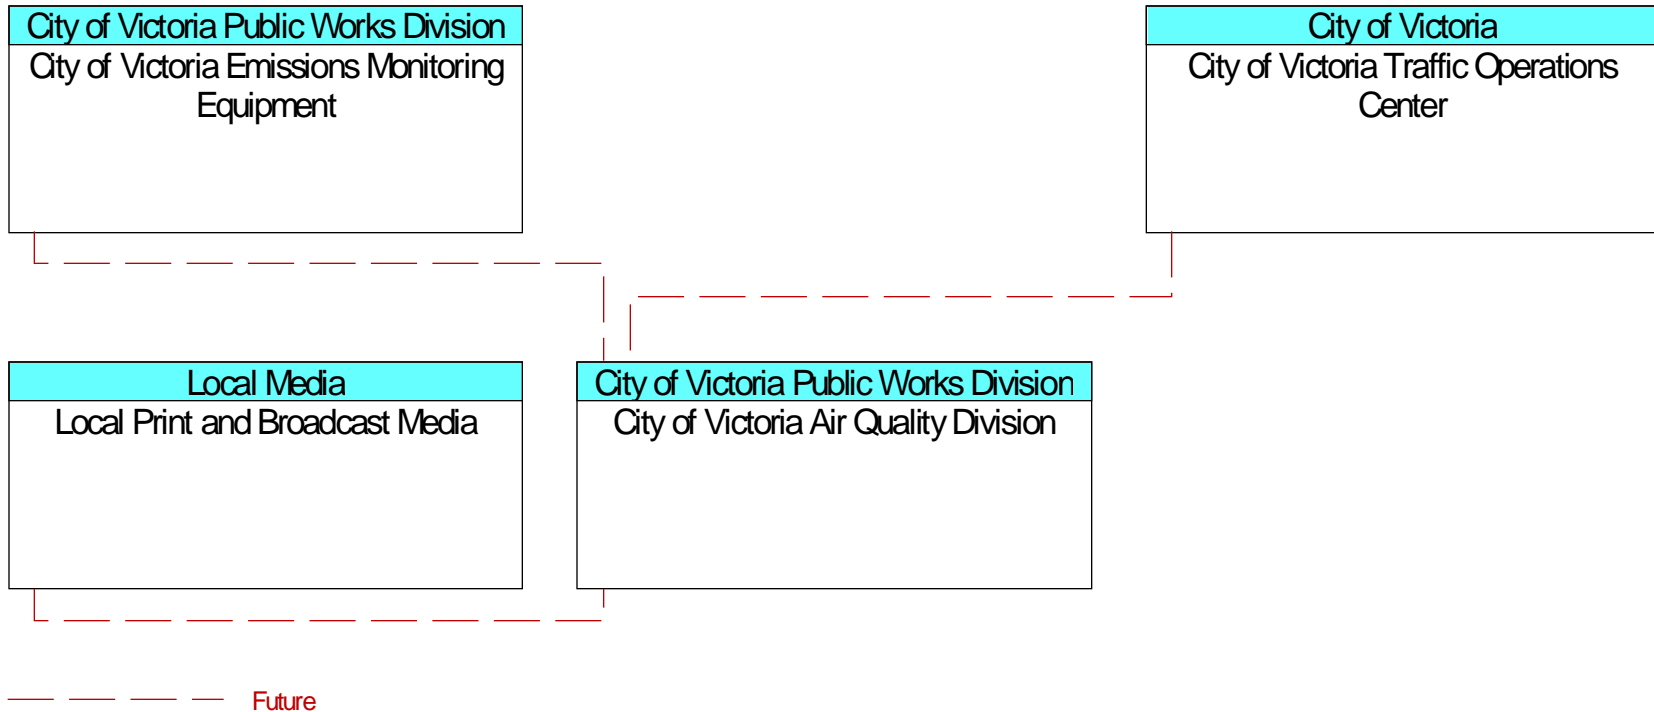 City of Victoria Public Works Division
City of Victoria Emissions Monitoring
Equipment
City of Victoria
City of Victoria Traffic Operations
Center
Local Media
Local Print and Broadcast Media
City of Victoria Public Works Division
City of Victoria Air Quality Division
Future